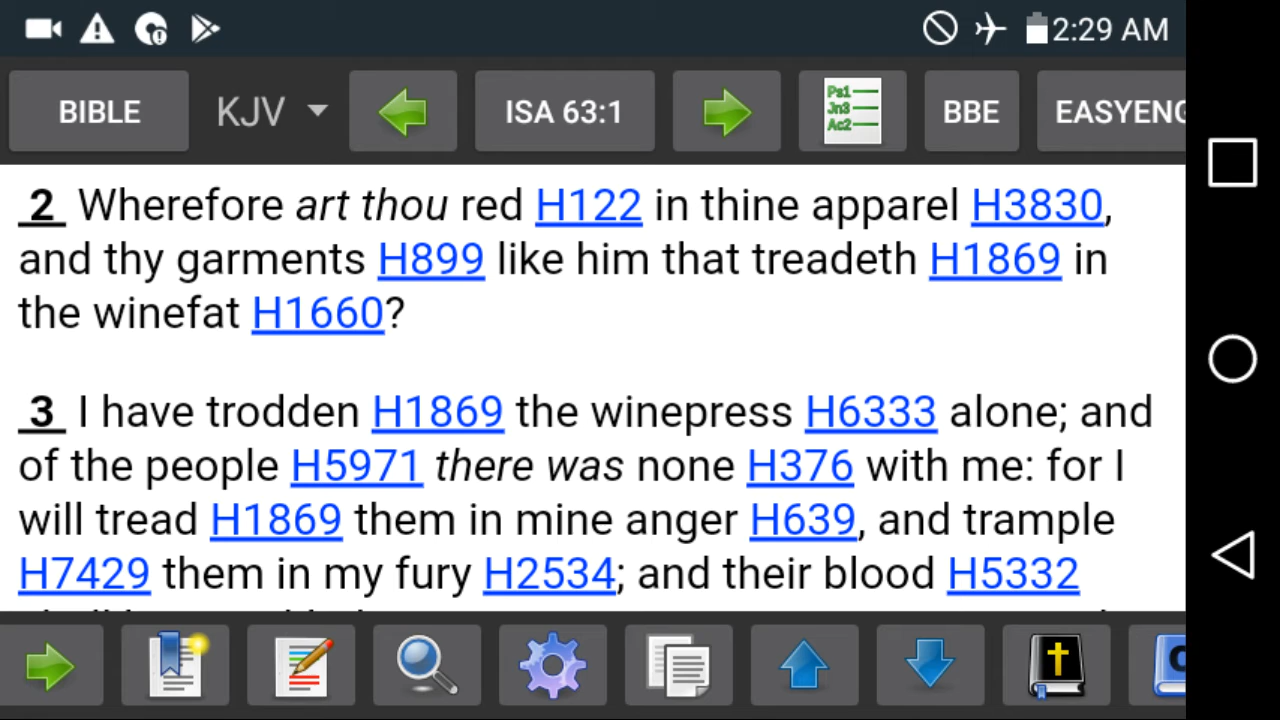 2:29 AM
BIBLE KJV ISA 63:1 Ps1 Jn3 Ac2 BBE EASYENG
2 Wherefore art thou red H122 in thine apparel H3830,
and thy garments H899 like him that treadeth H1869 in
the winefat H1660?
3 I have trodden H1869 the winepress H6333 alone; and
of the people H5971 there was none H376 with me: for I
will tread H1869 them in mine anger H639, and trample
H7429 them in my fury H2534; and their blood H5332